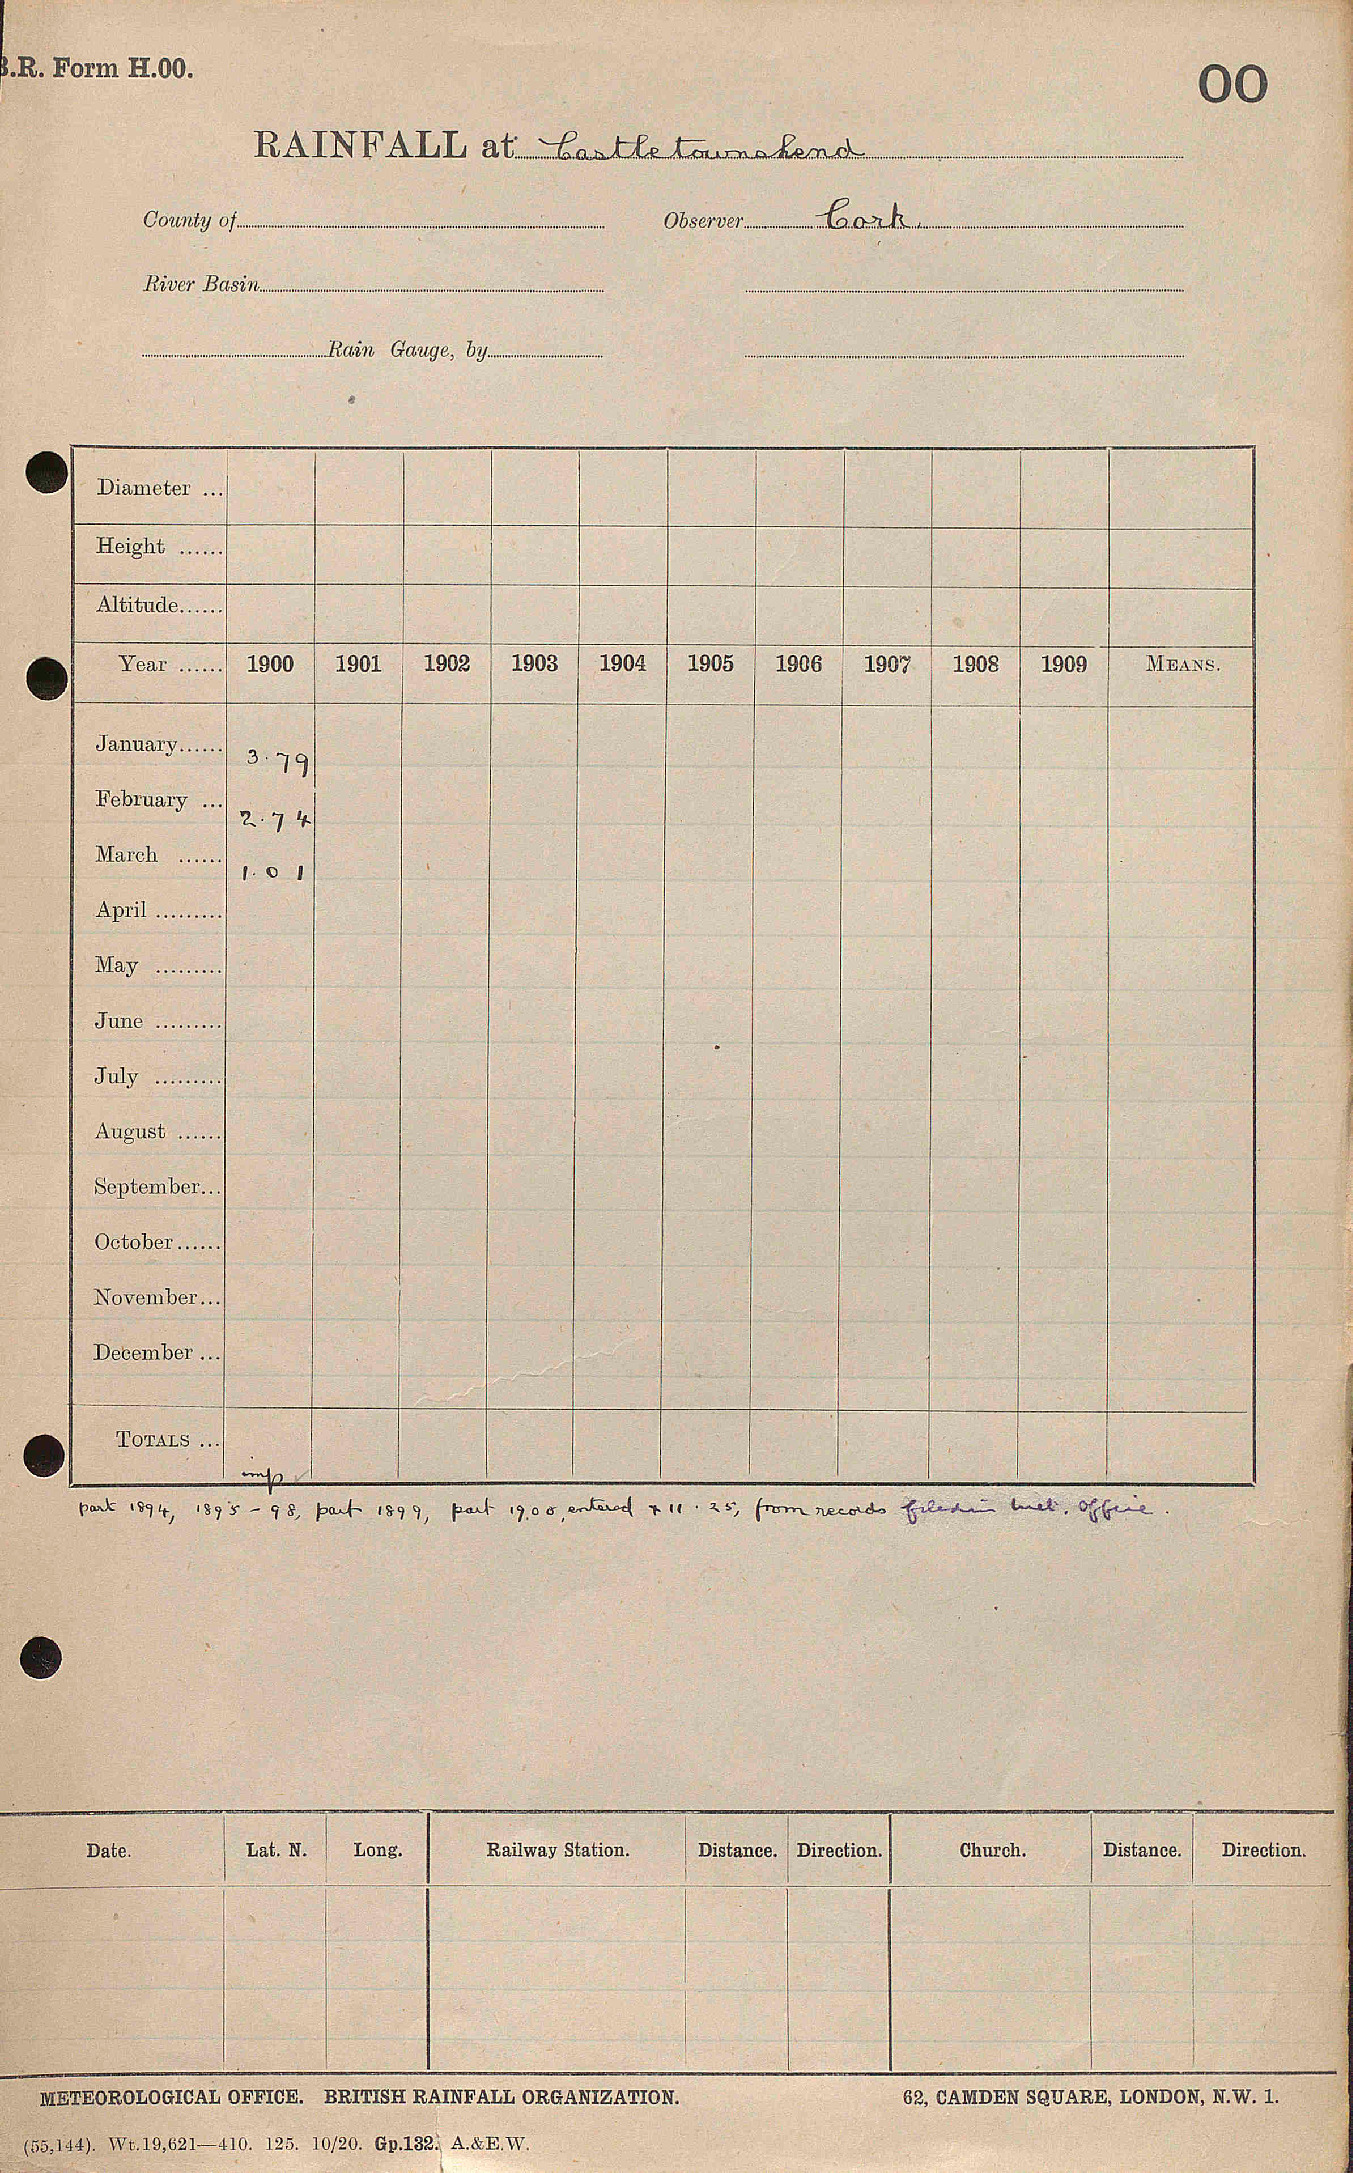 B.R. Form H.00.
00
RAINFALL at Castletownshend
County of Observer Cork.
River Basin
Rain Gauge, by
Diameter ...
Height ......
Altitude......
Year ...... 1900 1901 1902 1903 1904 1905 1906 1907 1908 1909 MEANS.
January...... 3.79
February ... 2.74
March ...... 1.01
April .........
May .........
June .........
July .........
August ......
September...
October......
November...
December ...
TOTALS ...
imp
part 1894, 1895 - 98, part 1899, part 1900, entered 11 . 25, from records filed in Met. Office .
Date. Lat. N. Long. Railway Station. Distance. Direction. Church. Distance. Direction.
METEOROLOGICAL OFFICE. BRITISH RAINFALL ORGANIZATION. 62, CAMDEN SQUARE, LONDON, N.W. 1.
(55,144). Wt.19,621—410. 125. 10/20. Gp.132. A.&E.W.